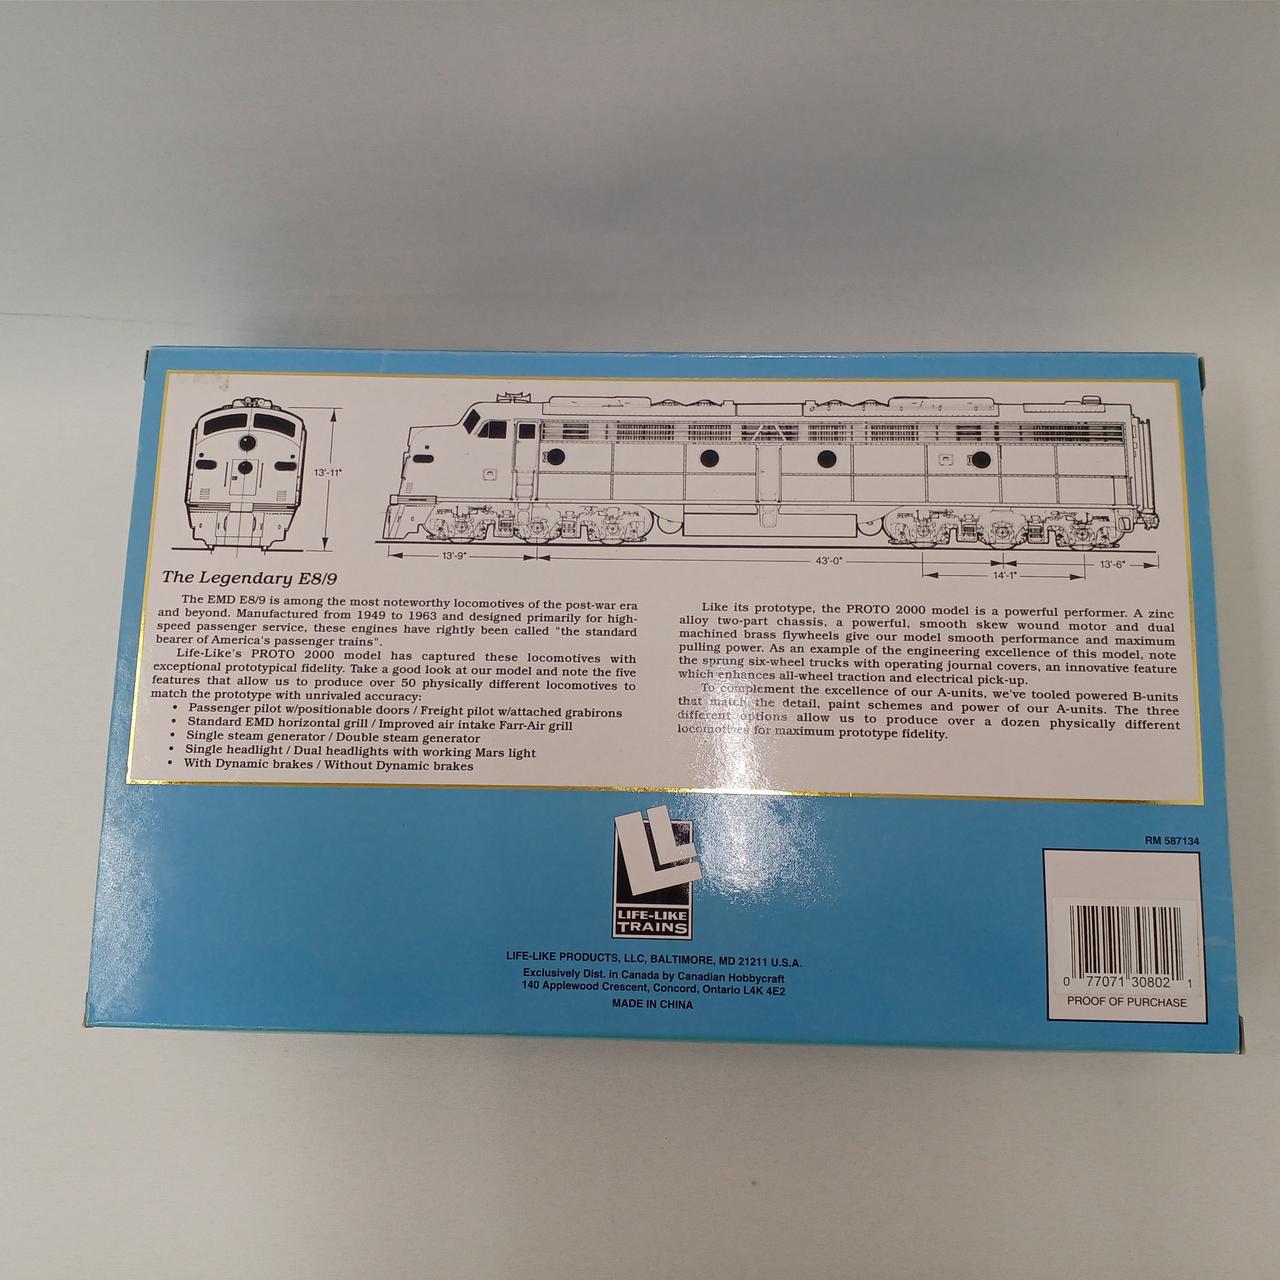 13'-11"
13'-9"
43'-0"
14'-1"
13'-6"
The Legendary E8/9
The EMD E8/9 is among the most noteworthy locomotives of the post-war era
and beyond. Manufactured from 1949 to 1963 and designed primarily for high-
speed passenger service, these engines have rightly been called "the standard
bearer of America's passenger trains".
Life-Like's PROTO 2000 model has captured these locomotives with
exceptional prototypical fidelity. Take a good look at our model and note the five
features that allow us to produce over 50 physically different locomotives to
match the prototype with unrivaled accuracy:
• Passenger pilot w/positionable doors / Freight pilot w/attached grabirons
• Standard EMD horizontal grill / Improved air intake Farr-Air grill
• Single steam generator / Double steam generator
• Single headlight / Dual headlights with working Mars light
• With Dynamic brakes / Without Dynamic brakes
Like its prototype, the PROTO 2000 model is a powerful performer. A zinc
alloy two-part chassis, a powerful, smooth skew wound motor and dual
machined brass flywheels give our model smooth performance and maximum
pulling power. As an example of the engineering excellence of this model, note
the sprung six-wheel trucks with operating journal covers, an innovative feature
which enhances all-wheel traction and electrical pick-up.
To complement the excellence of our A-units, we've tooled powered B-units
that match the detail, paint schemes and power of our A-units. The three
different options allow us to produce over a dozen physically different
locomotives for maximum prototype fidelity.
LIFE-LIKE
TRAINS
LIFE-LIKE PRODUCTS, LLC, BALTIMORE, MD 21211 U.S.A.
Exclusively Dist. in Canada by Canadian Hobbycraft
140 Applewood Crescent, Concord, Ontario L4K 4E2
MADE IN CHINA
RM 587134
0 77071 30802 1
PROOF OF PURCHASE